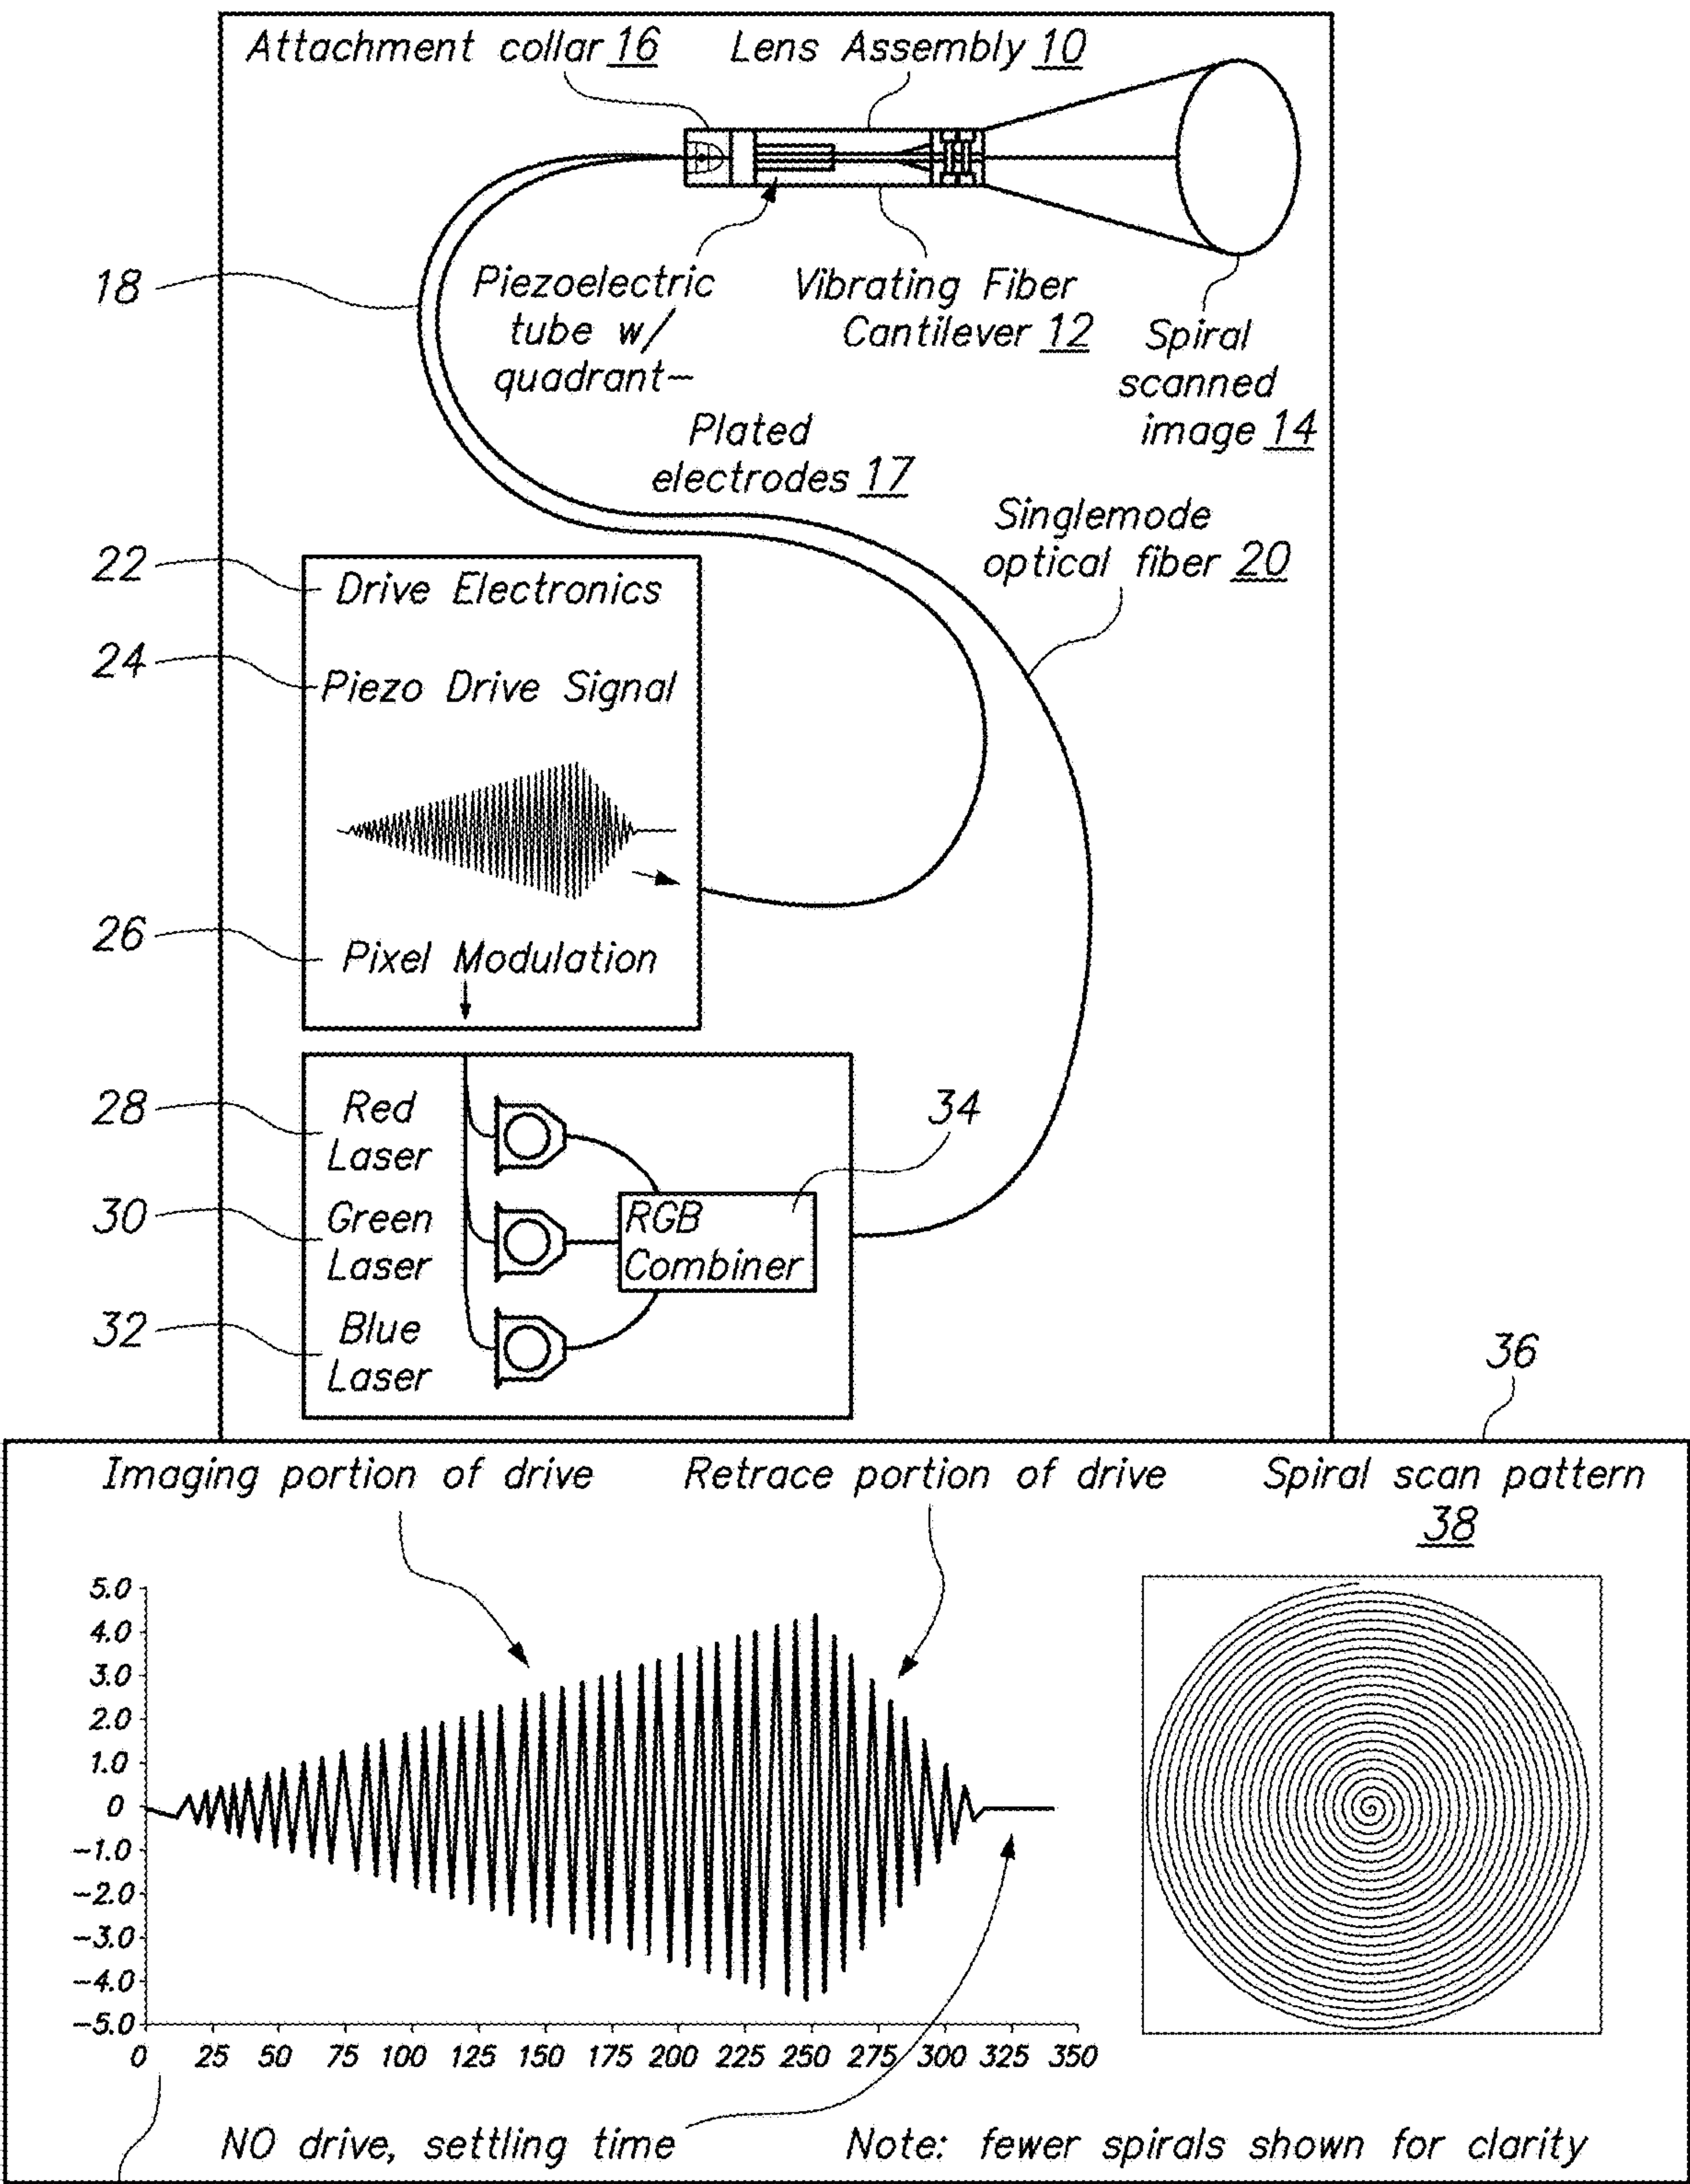 Attachment collar 16
Lens Assembly 10
18
Piezoelectric
tube w/
quadrant-
Plated
electrodes 17
Vibrating Fiber
Cantilever 12
Spiral
scanned
image 14
Singlemode
optical fiber 20
22
Drive Electronics
24
Piezo Drive Signal
26
Pixel Modulation
28
Red
Laser
30
Green
Laser
32
Blue
Laser
34
RGB
Combiner
36
Imaging portion of drive
Retrace portion of drive
Spiral scan pattern
38
5.0
4.0
3.0
2.0
1.0
0
-1.0
-2.0
-3.0
-4.0
-5.0
0 25 50 75 100 125 150 175 200 225 250 275 300 325 350
NO drive, settling time
Note: fewer spirals shown for clarity